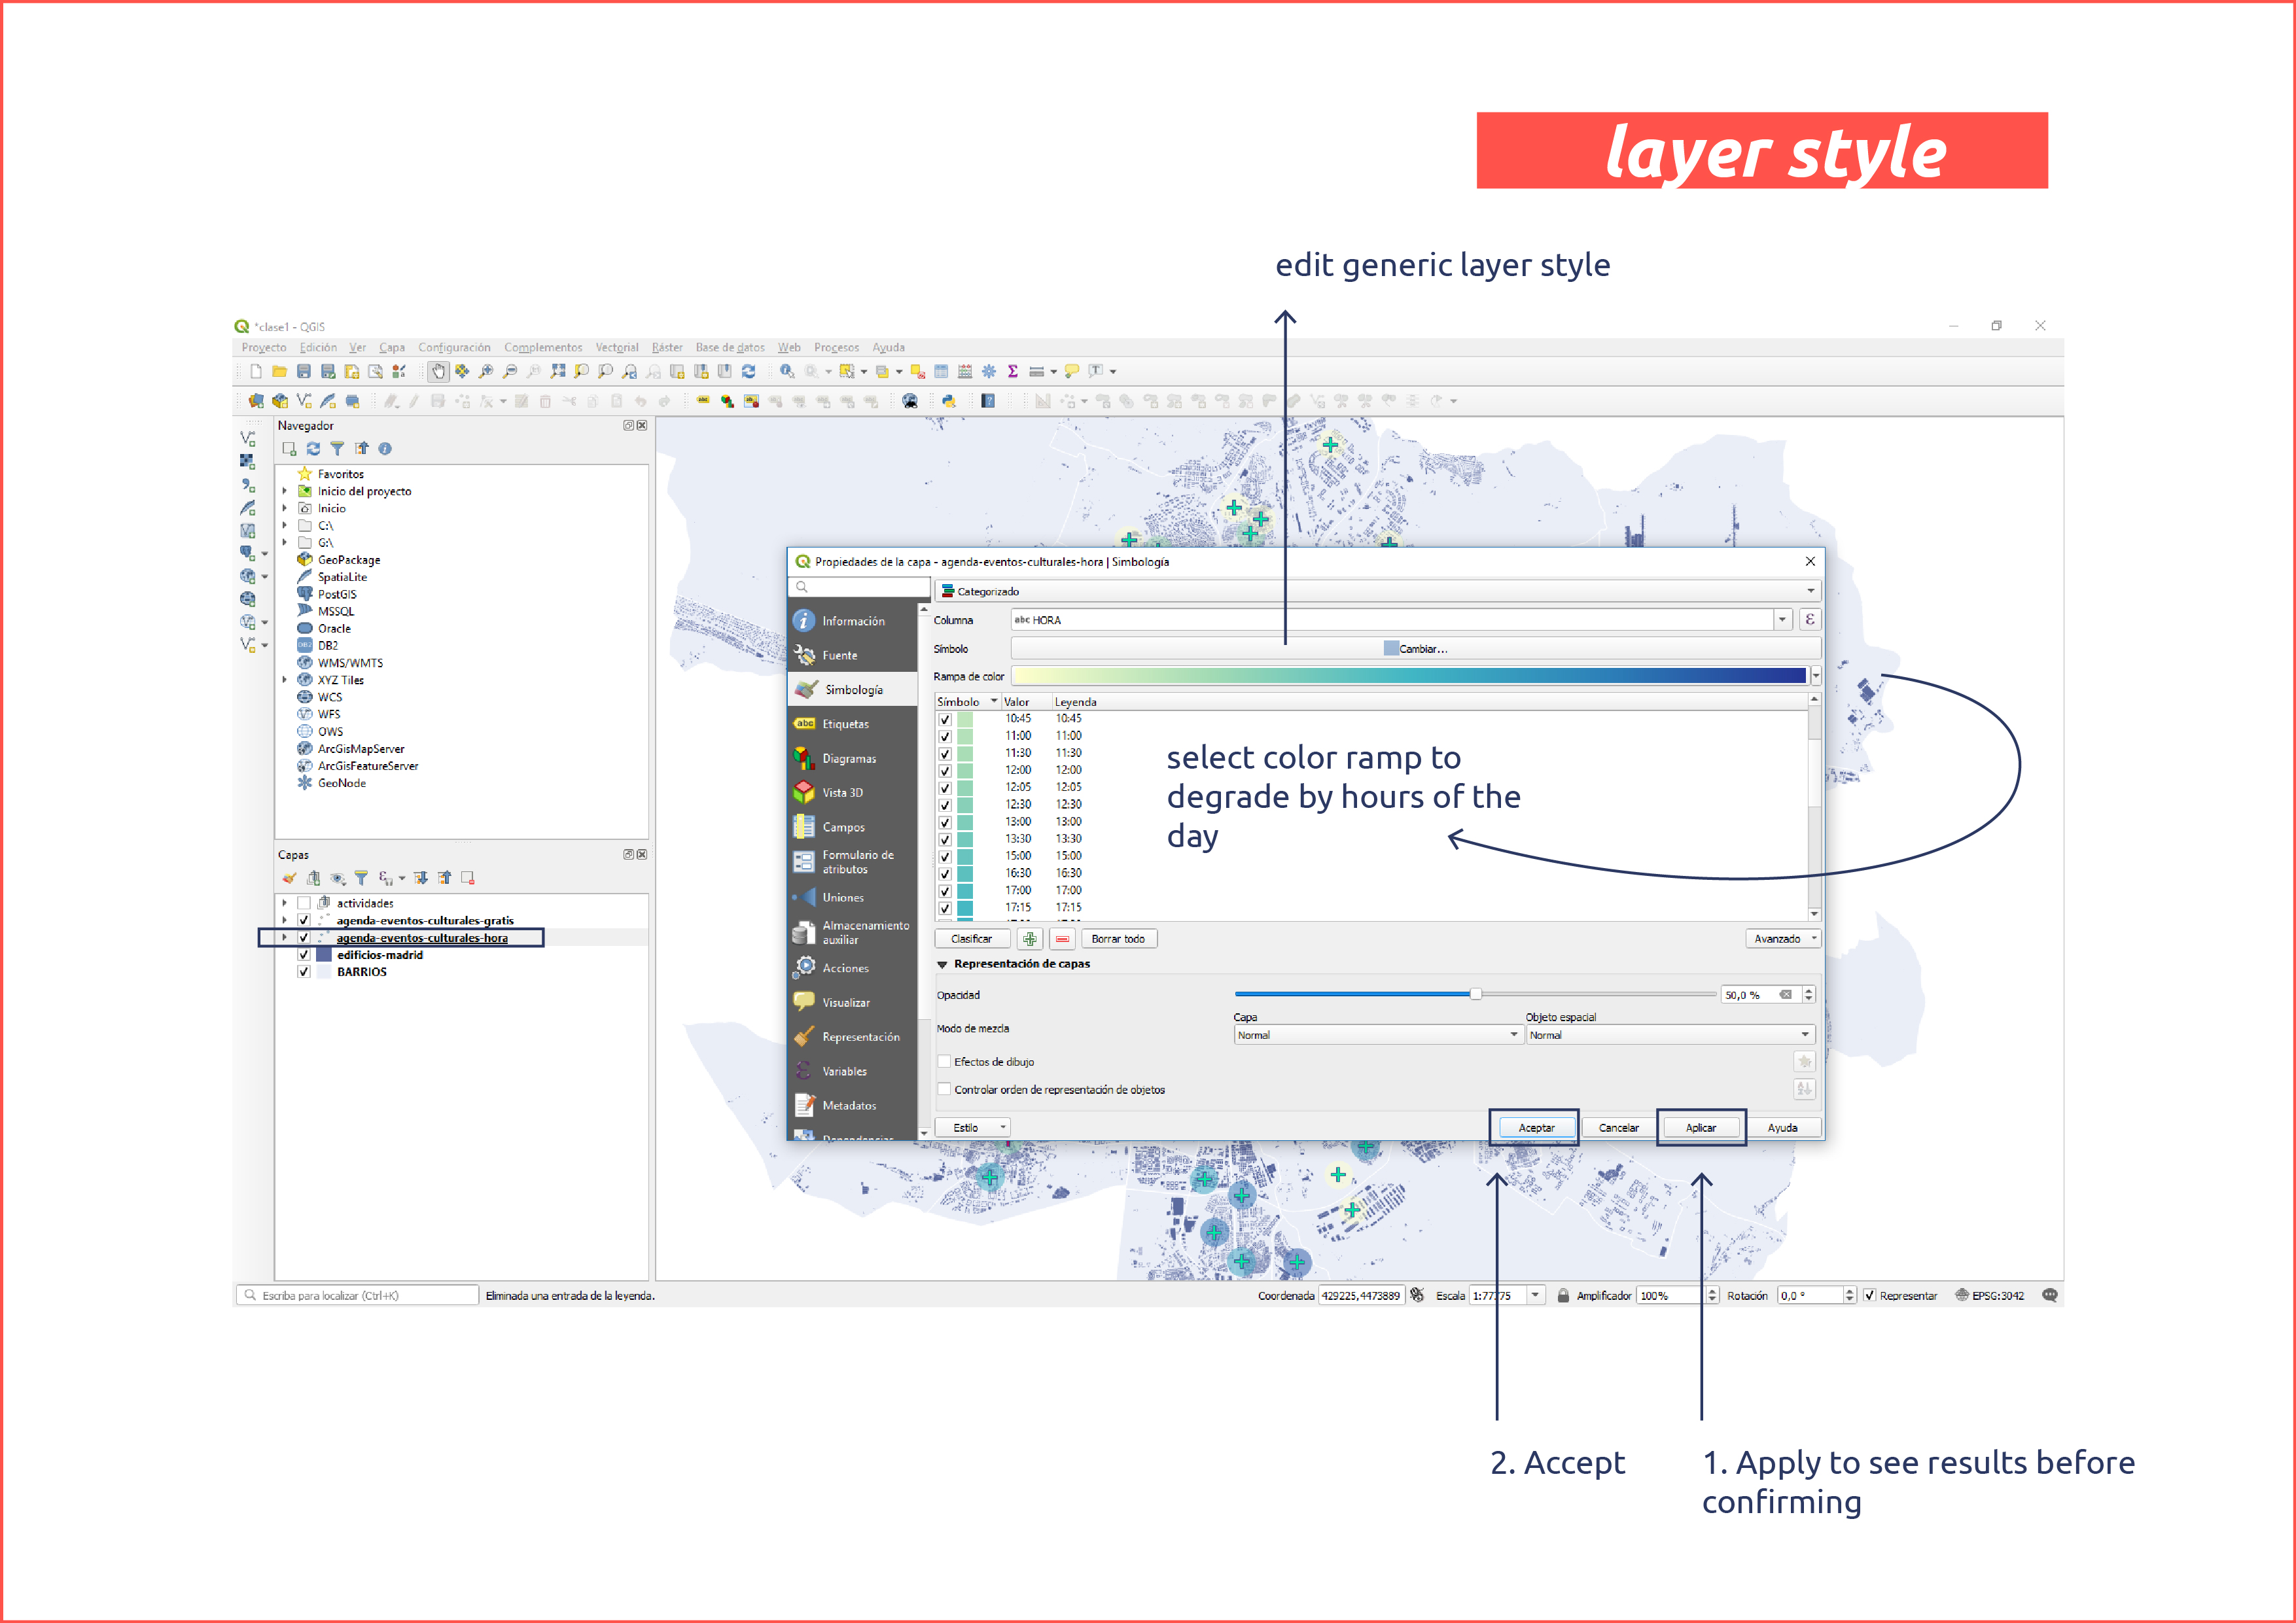 layer style
edit generic layer style
*clase1 - QGIS
Proyecto Edición Ver Capa Configuración Complementos Vectorial Ráster Base de datos Web Procesos Ayuda
Navegador
Favoritos
Inicio del proyecto
Inicio
C:\
G:\
GeoPackage
SpatiaLite
PostGIS
MSSQL
Oracle
DB2
WMS/WMTS
XYZ Tiles
WCS
WFS
OWS
ArcGisMapServer
ArcGisFeatureServer
GeoNode
Capas
actividades
agenda-eventos-culturales-gratis
agenda-eventos-culturales-hora
edificios-madrid
BARRIOS
Propiedades de la capa - agenda-eventos-culturales-hora | Simbología
Información
Fuente
Simbología
Etiquetas
Diagramas
Vista 3D
Campos
Formulario de
atributos
Uniones
Almacenamiento
auxiliar
Acciones
Visualizar
Representación
Variables
Metadatos
Dependencias
Categorizado
Columna abc HORA ε
Símbolo Cambiar...
Rampa de color
Símbolo Valor Leyenda
10:45 10:45
11:00 11:00
11:30 11:30
12:00 12:00
12:05 12:05
12:30 12:30
13:00 13:00
13:30 13:30
15:00 15:00
16:30 16:30
17:00 17:00
17:15 17:15
select color ramp to
degrade by hours of the
day
Clasificar Borrar todo Avanzado
Representación de capas
Opacidad 50,0 %
Capa Objeto espacial
Modo de mezcla Normal Normal
Efectos de dibujo
Controlar orden de representación de objetos
Estilo Aceptar Cancelar Aplicar Ayuda
Escriba para localizar (Ctrl+K) Eliminada una entrada de la leyenda. Coordenada 429225,4473889 Escala 1:77775 Amplificador 100% Rotación 0,0 ° Representar EPSG:3042
2. Accept
1. Apply to see results before
confirming